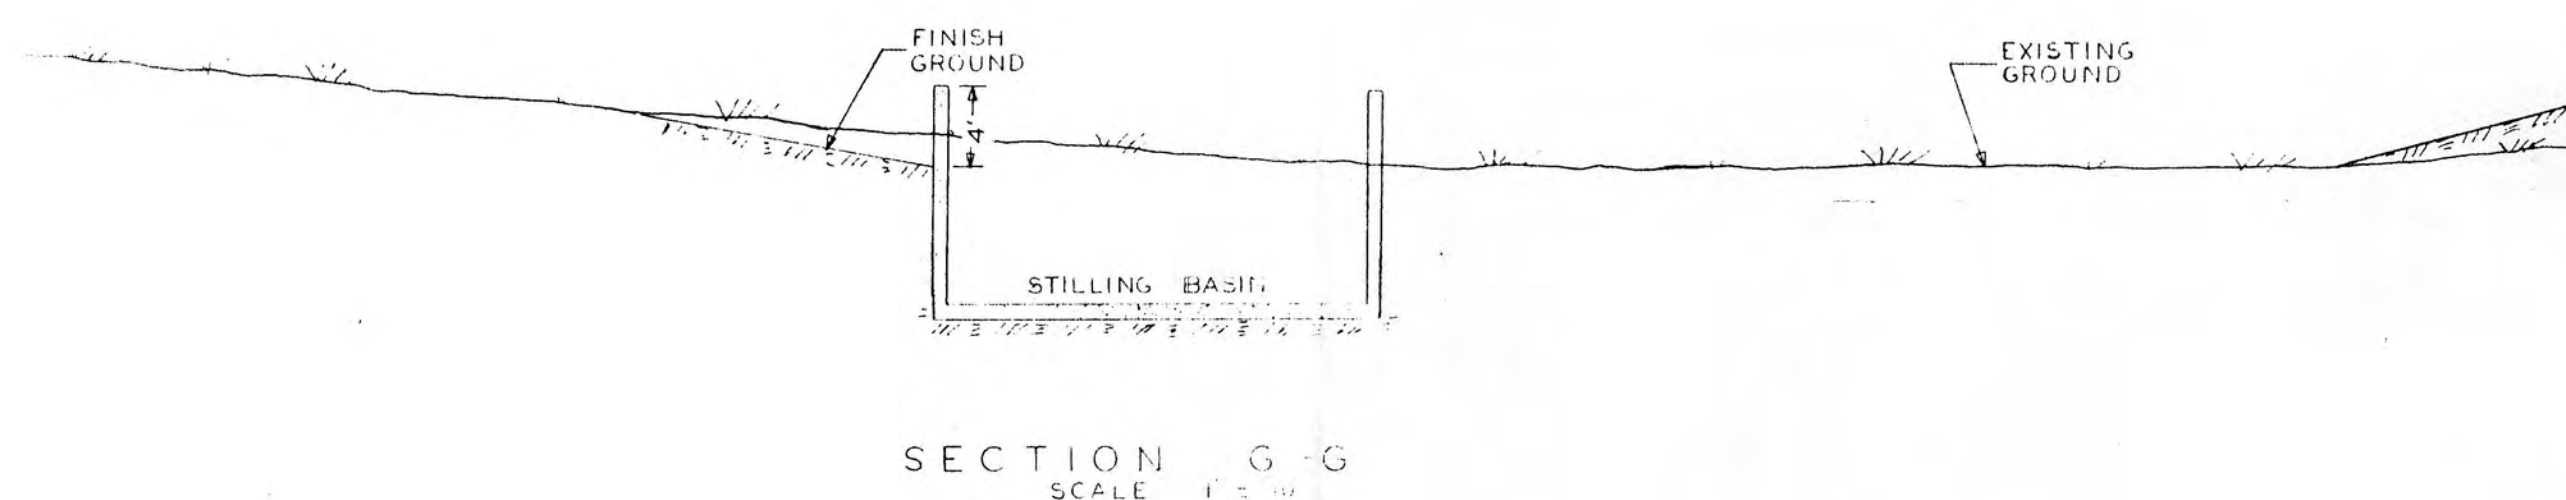 FINISH
GROUND
EXISTING
GROUND
4'
STILLING BASIN
SECTION G-G
SCALE